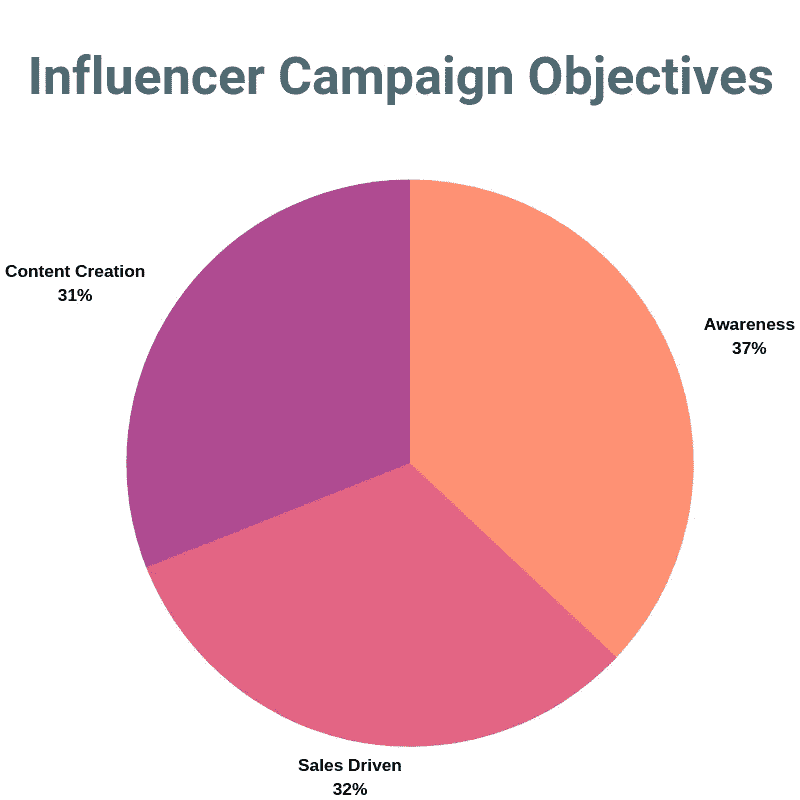 Influencer Campaign Objectives
Content Creation
31%
Awareness
37%
Sales Driven
32%